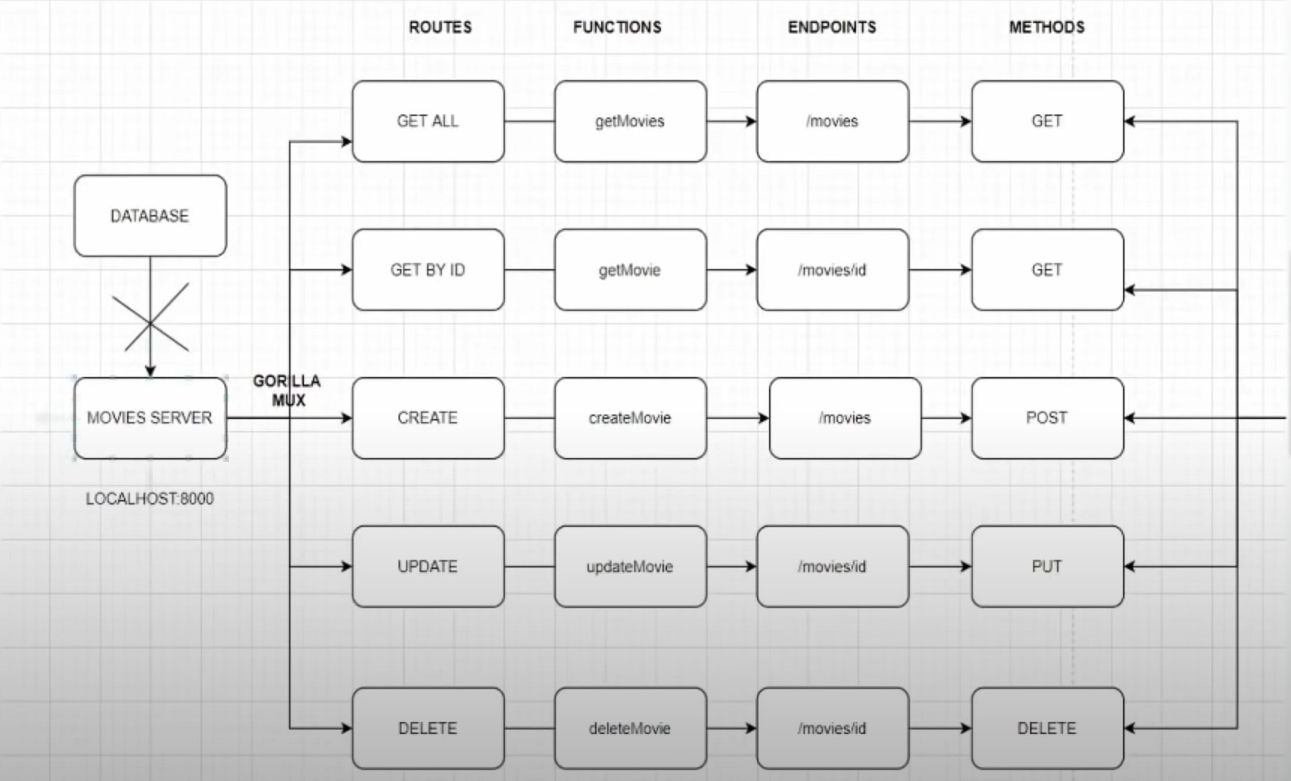 ROUTES FUNCTIONS ENDPOINTS METHODS
GET ALL getMovies /movies GET
DATABASE
GET BY ID getMovie /movies/id GET
GORILLA
MUX
MOVIES SERVER CREATE createMovie /movies POST
LOCALHOST:8000
UPDATE updateMovie /movies/id PUT
DELETE deleteMovie /movies/id DELETE